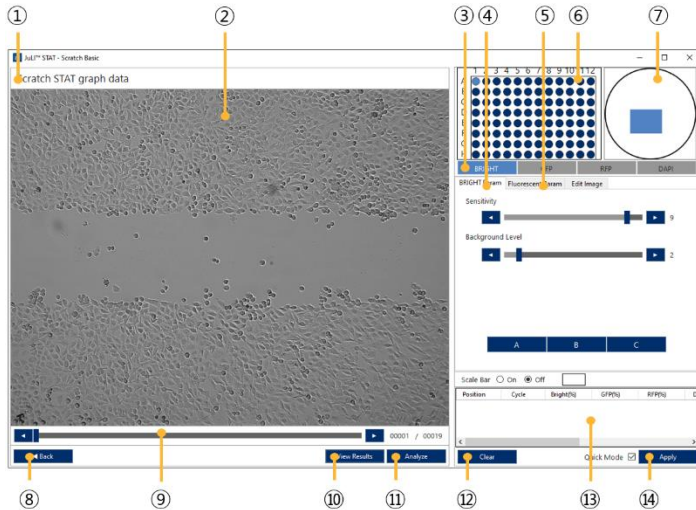 ① ② ③ ④ ⑤ ⑥ ⑦
JuLI™ STAT - Scratch Basic
Scratch STAT graph data
1 2 3 4 5 6 7 8 9 10 11 12
A
BRIGHT GFP RFP DAPI
BRIGHT Param Fluorescent Param Edit Image
Sensitivity
9
Background Level
2
A B C
Scale Bar On Off
Position Cycle Bright(%) GFP(%) RFP(%) D
00001 / 00019
Back View Results Analyze Clear Quick Mode Apply
⑧ ⑨ ⑩ ⑪ ⑫ ⑬ ⑭